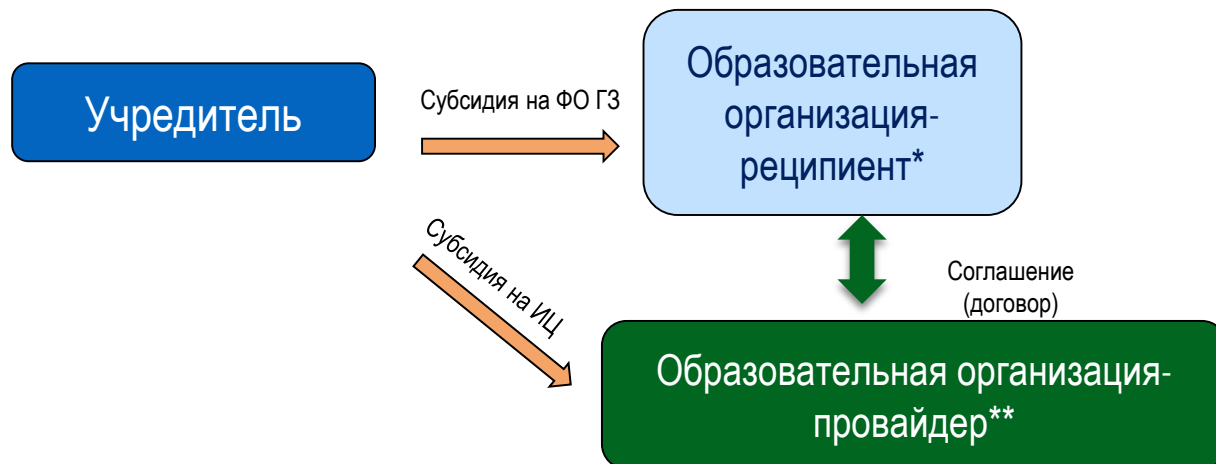 Учредитель
Субсидия на ФО ГЗ
Образовательная
организация-
реципиент*
Субсидия на ИЦ
Соглашение
(договор)
Образовательная организация-
провайдер**